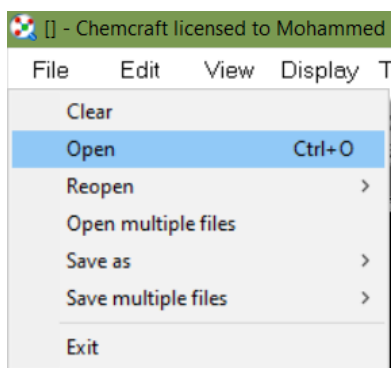 [] - Chemcraft licensed to Mohammed
File Edit View Display T
Clear
Open Ctrl+O
Reopen >
Open multiple files
Save as >
Save multiple files >
Exit